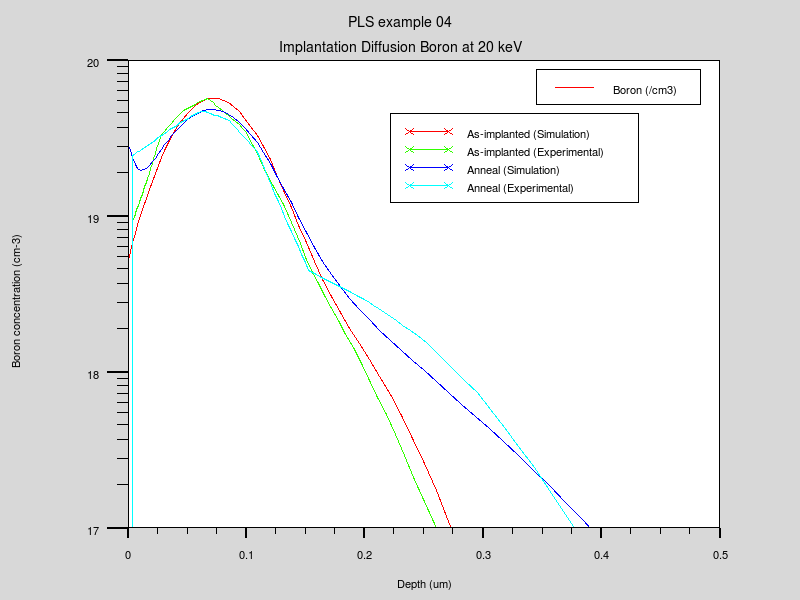 PLS example 04
Implantation Diffusion Boron at 20 keV
Boron (/cm3)
As-implanted (Simulation)
As-implanted (Experimental)
Anneal (Simulation)
Anneal (Experimental)
Boron concentration (cm-3)
20
19
18
17
0 0.1 0.2 0.3 0.4 0.5
Depth (um)